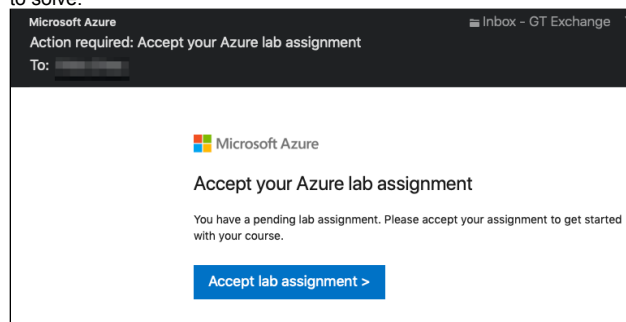 to solve.
Microsoft Azure
Inbox - GT Exchange
Action required: Accept your Azure lab assignment
To:
Microsoft Azure
Accept your Azure lab assignment
You have a pending lab assignment. Please accept your assignment to get started
with your course.
Accept lab assignment >